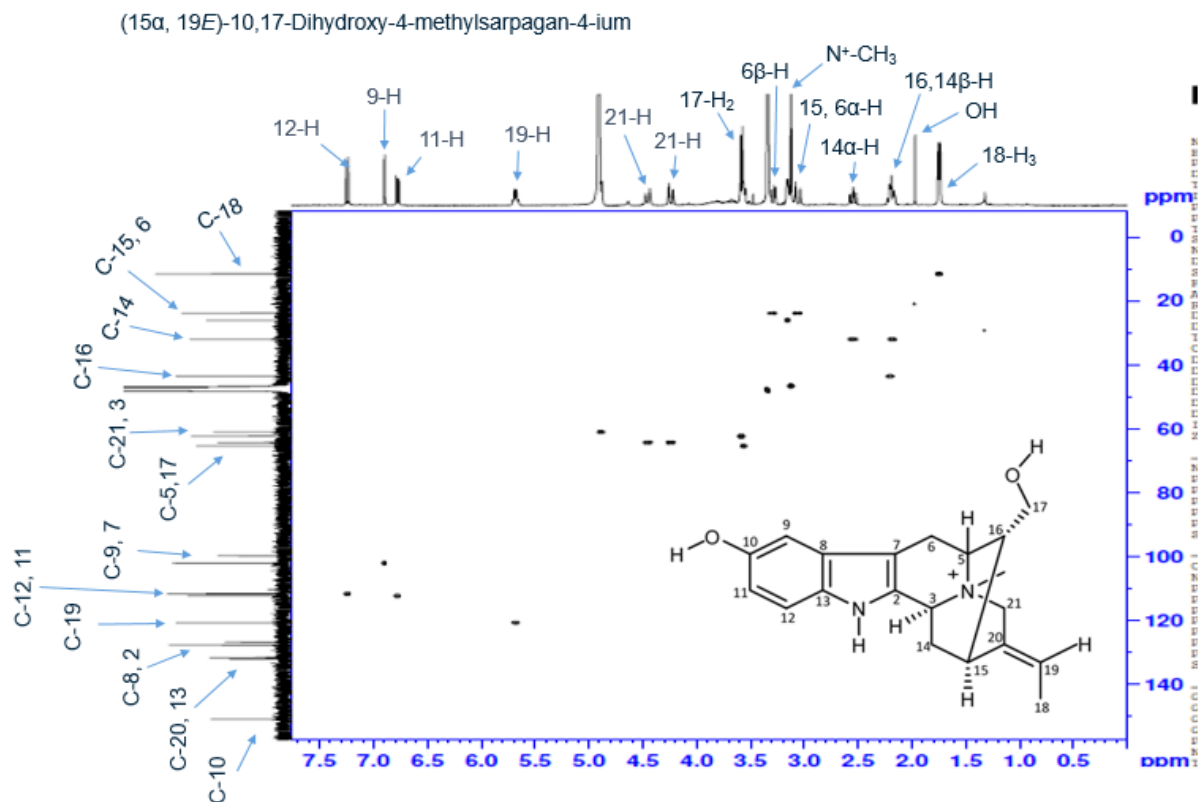 (15α, 19E)-10,17-Dihydroxy-4-methylsarpagan-4-ium
12-H
9-H
11-H
19-H
21-H
21-H
17-H2
6β-H
N+-CH3
15, 6α-H
14α-H
16,14β-H
OH
18-H3
ppm
C-18
C-15, 6
C-14
C-16
C-21, 3
C-5,17
C-9, 7
C-12, 11
C-19
C-8, 2
C-20, 13
C-10
0
20
40
60
80
100
120
140
H
O
17
16
H
9
10
O
H
8
7
6
5
+
N
11
12
13
N
H
2
3
H
14
21
20
15
19
H
H
18
7.5 7.0 6.5 6.0 5.5 5.0 4.5 4.0 3.5 3.0 2.5 2.0 1.5 1.0 0.5 ppm